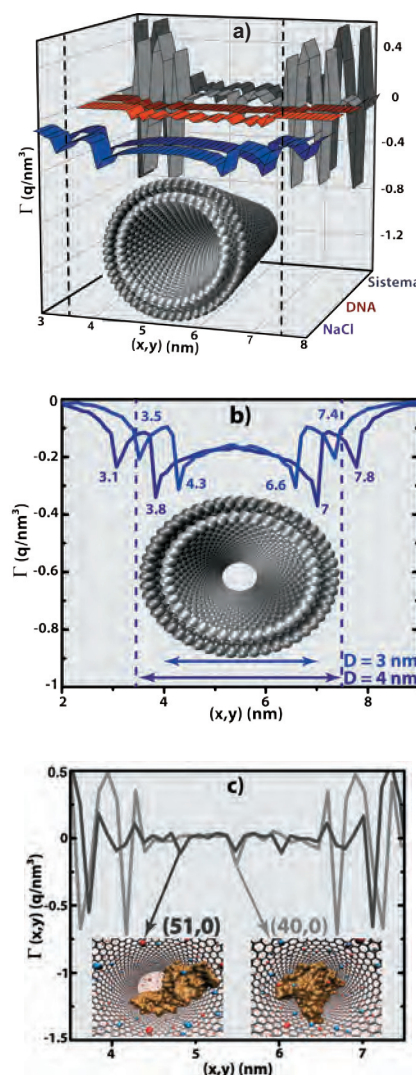 a)
0.4
0
-0.4
-0.8
-1.2
Γ (q/nm³)
Sistema
DNA
NaCl
3
4
5
6
7
8
(x,y) (nm)
b)
0
-0.2
-0.4
-0.6
-0.8
-1
Γ (q/nm³)
3.5
7.4
3.1
4.3
6.6
7.8
3.8
7
D = 3 nm
D = 4 nm
2
4
6
8
(x,y) (nm)
c)
0.5
0
-0.5
-1
-1.5
Γ (x,y) (q/nm³)
(51,0)
(40,0)
4
5
6
7
(x,y) (nm)